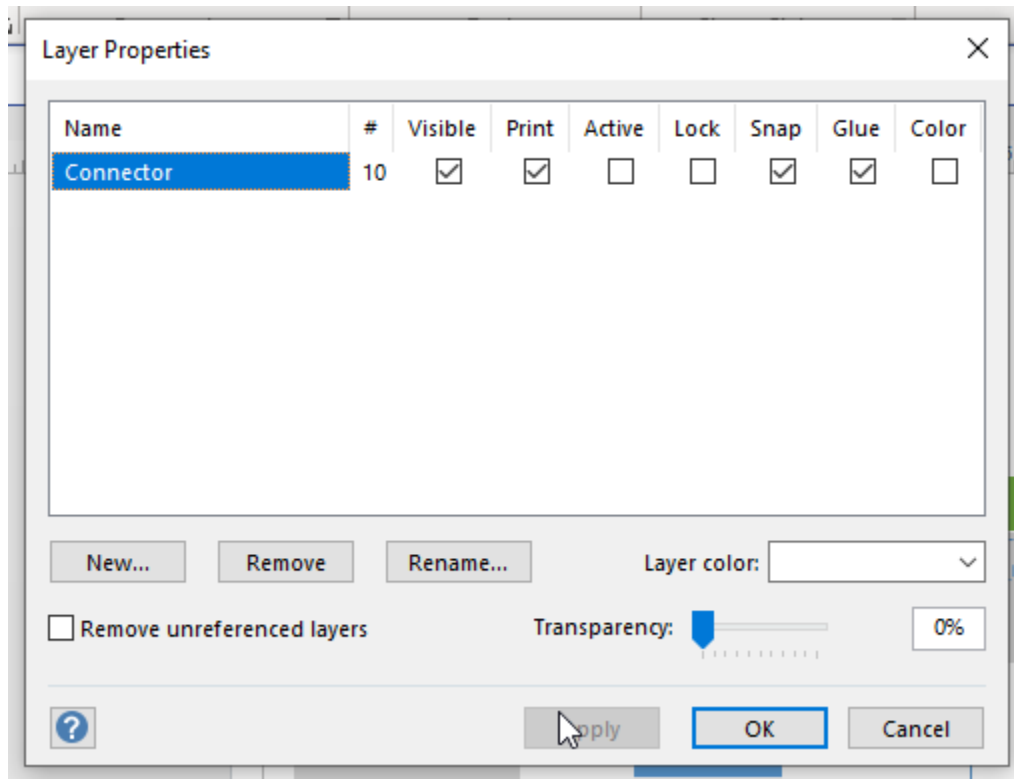 Layer Properties
Name # Visible Print Active Lock Snap Glue Color
Connector 10
New... Remove Rename... Layer color:
Remove unreferenced layers Transparency: 0%
? OK Cancel